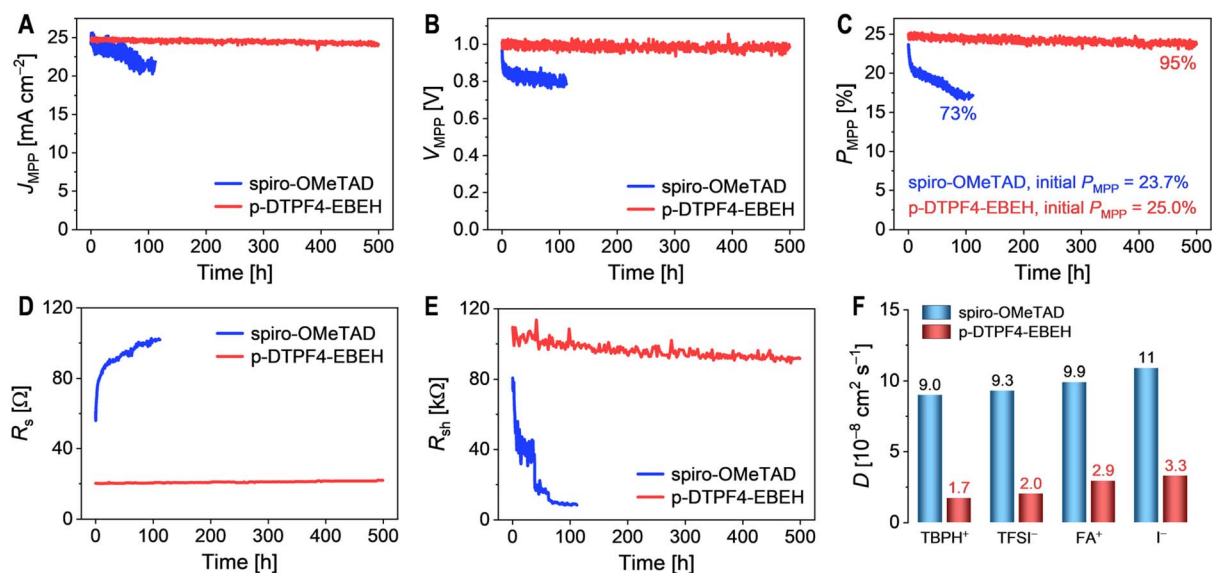 A
J_MPP [mA cm⁻²]
30
25
20
15
10
5
0
spiro-OMeTAD
p-DTPF4-EBEH
0 100 200 300 400 500
Time [h]
B
V_MPP [V]
1.2
1.0
0.8
0.6
0.4
0.2
0.0
spiro-OMeTAD
p-DTPF4-EBEH
0 100 200 300 400 500
Time [h]
C
P_MPP [%]
25
20
15
10
5
0
95%
73%
spiro-OMeTAD, initial P_MPP = 23.7%
p-DTPF4-EBEH, initial P_MPP = 25.0%
0 100 200 300 400 500
Time [h]
D
R_s [Ω]
120
80
40
0
spiro-OMeTAD
p-DTPF4-EBEH
0 100 200 300 400 500
Time [h]
E
R_sh [kΩ]
120
80
40
0
spiro-OMeTAD
p-DTPF4-EBEH
0 100 200 300 400 500
Time [h]
F
D [10⁻⁸ cm² s⁻¹]
15
10
5
0
spiro-OMeTAD
p-DTPF4-EBEH
9.0 1.7 9.3 2.0 9.9 2.9 11 3.3
TBPH⁺ TFSI⁻ FA⁺ I⁻